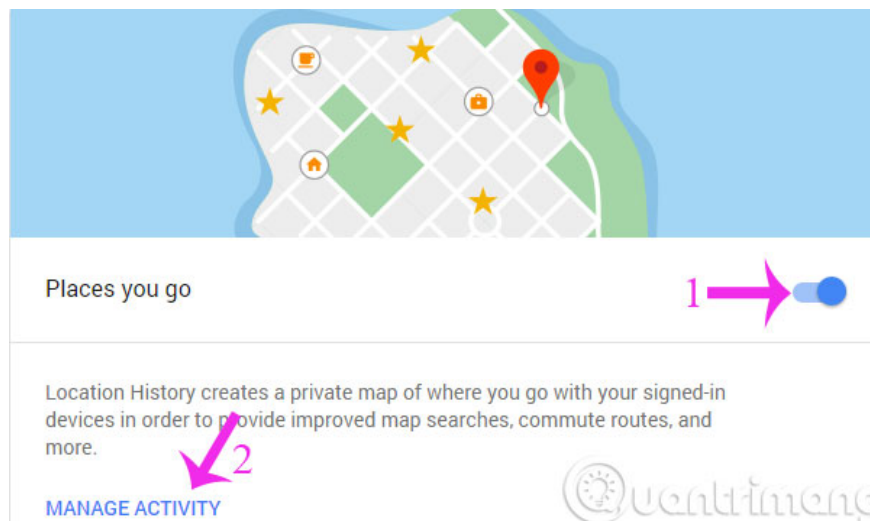 Places you go
1
Location History creates a private map of where you go with your signed-in
devices in order to provide improved map searches, commute routes, and
more.
2
MANAGE ACTIVITY
Quantrimang